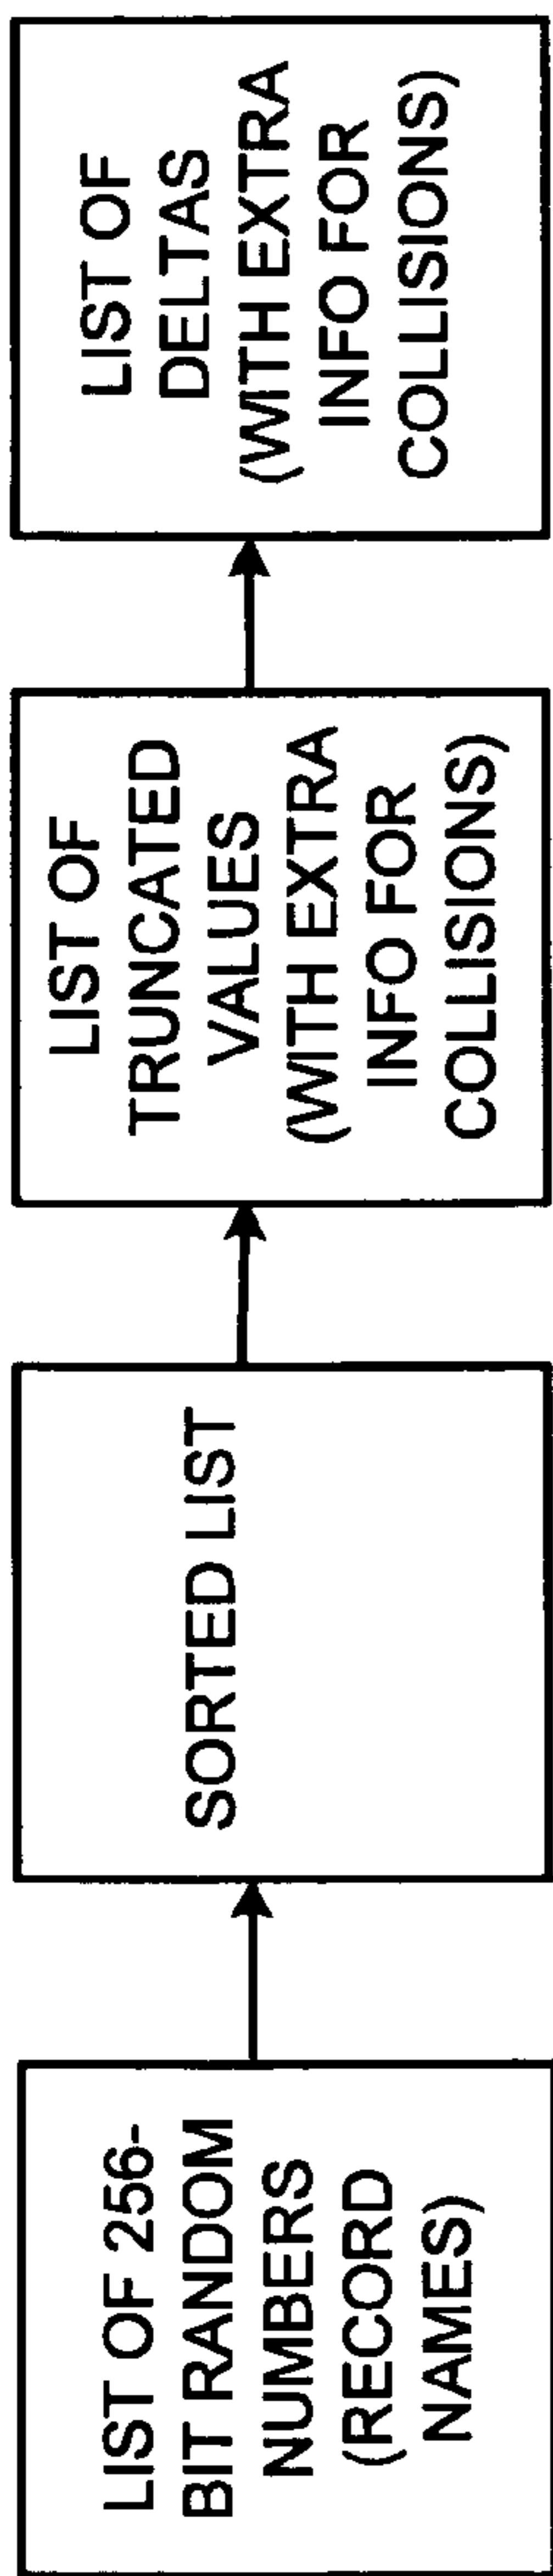 LIST OF 256-
BIT RANDOM
NUMBERS
(RECORD
NAMES)
SORTED LIST
LIST OF
TRUNCATED
VALUES
(WITH EXTRA
INFO FOR
COLLISIONS)
LIST OF
DELTAS
(WITH EXTRA
INFO FOR
COLLISIONS)